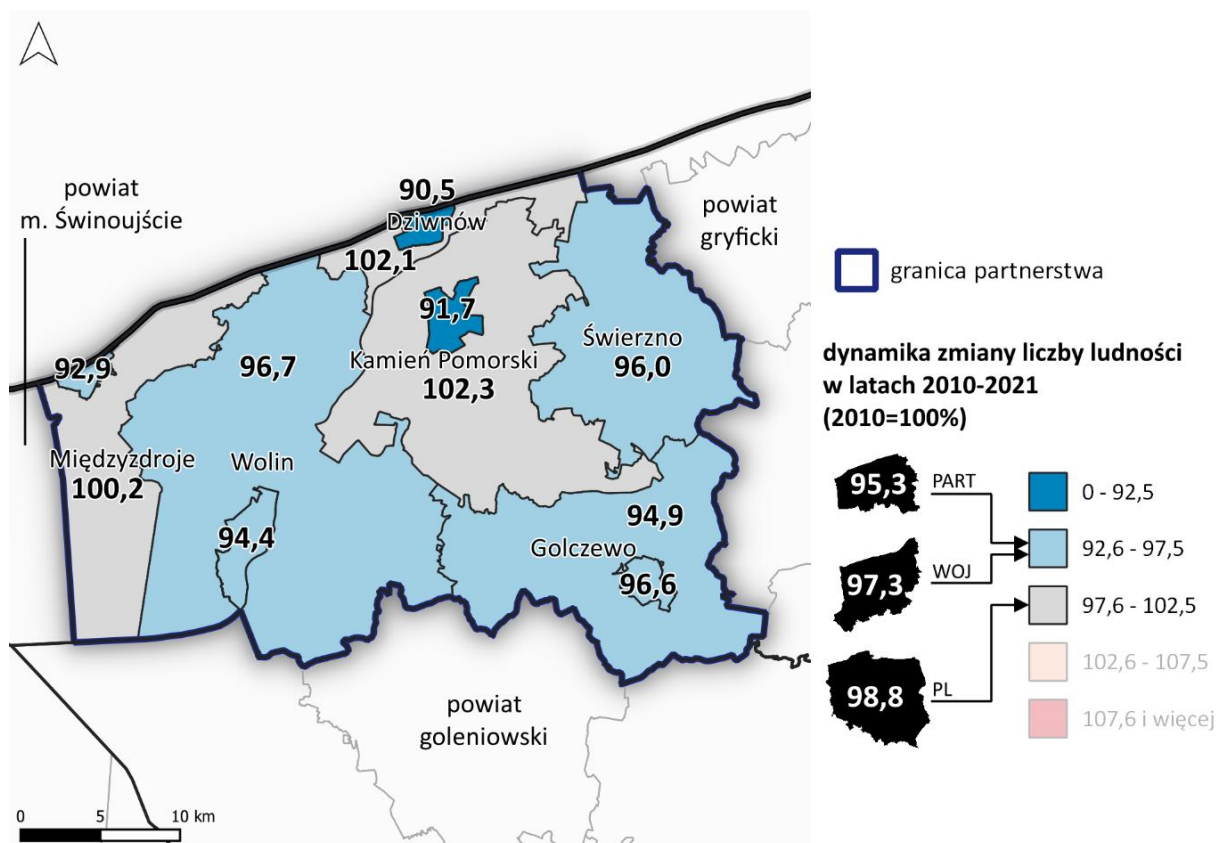 powiat
m. Świnoujście
90,5
Dziwnów
102,1
powiat
gryficki
91,7
Kamień Pomorski
102,3
Świerzno
96,0
92,9
96,7
Międzyzdroje
100,2
Wolin
94,4
94,9
Golczewo
96,6
powiat
goleniowski
0 5 10 km
granica partnerstwa
dynamika zmiany liczby ludności
w latach 2010-2021
(2010=100%)
95,3 PART
97,3 WOJ
98,8 PL
0 - 92,5
92,6 - 97,5
97,6 - 102,5
102,6 - 107,5
107,6 i więcej